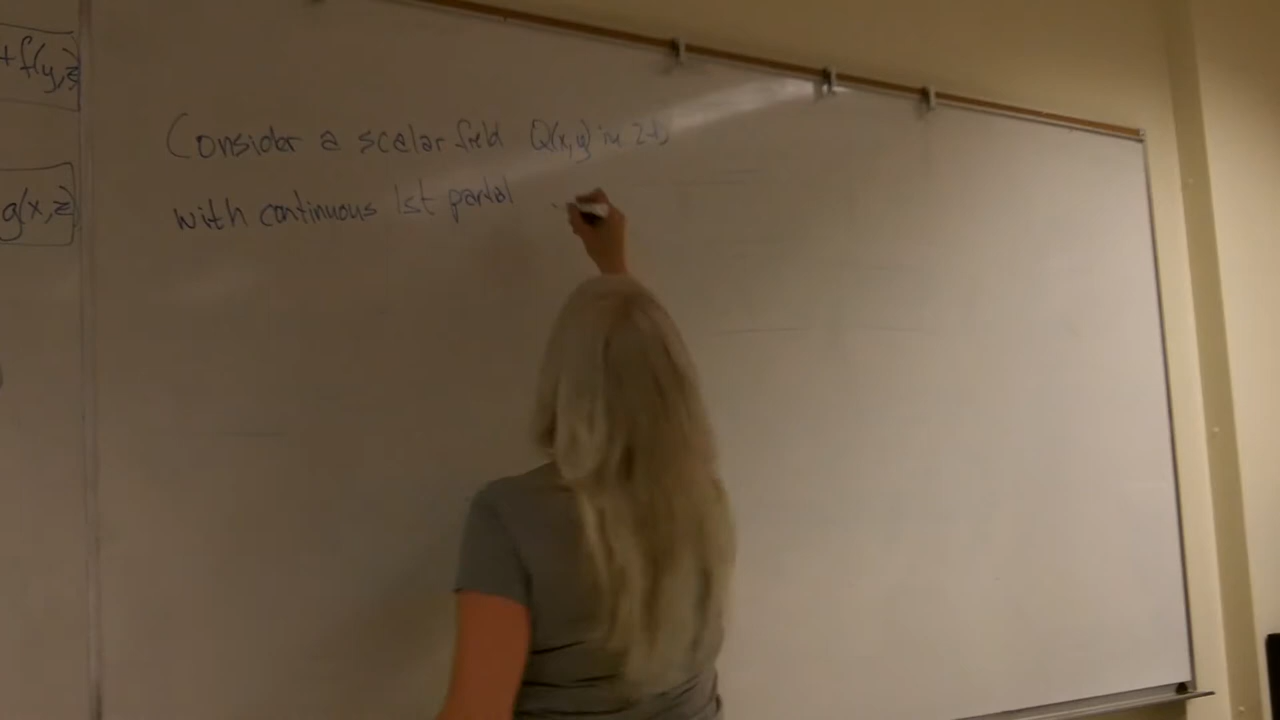 +f(y,z
g(x,z)
Consider a scalar field Q(x,y) in 2-D
with continuous 1st partial